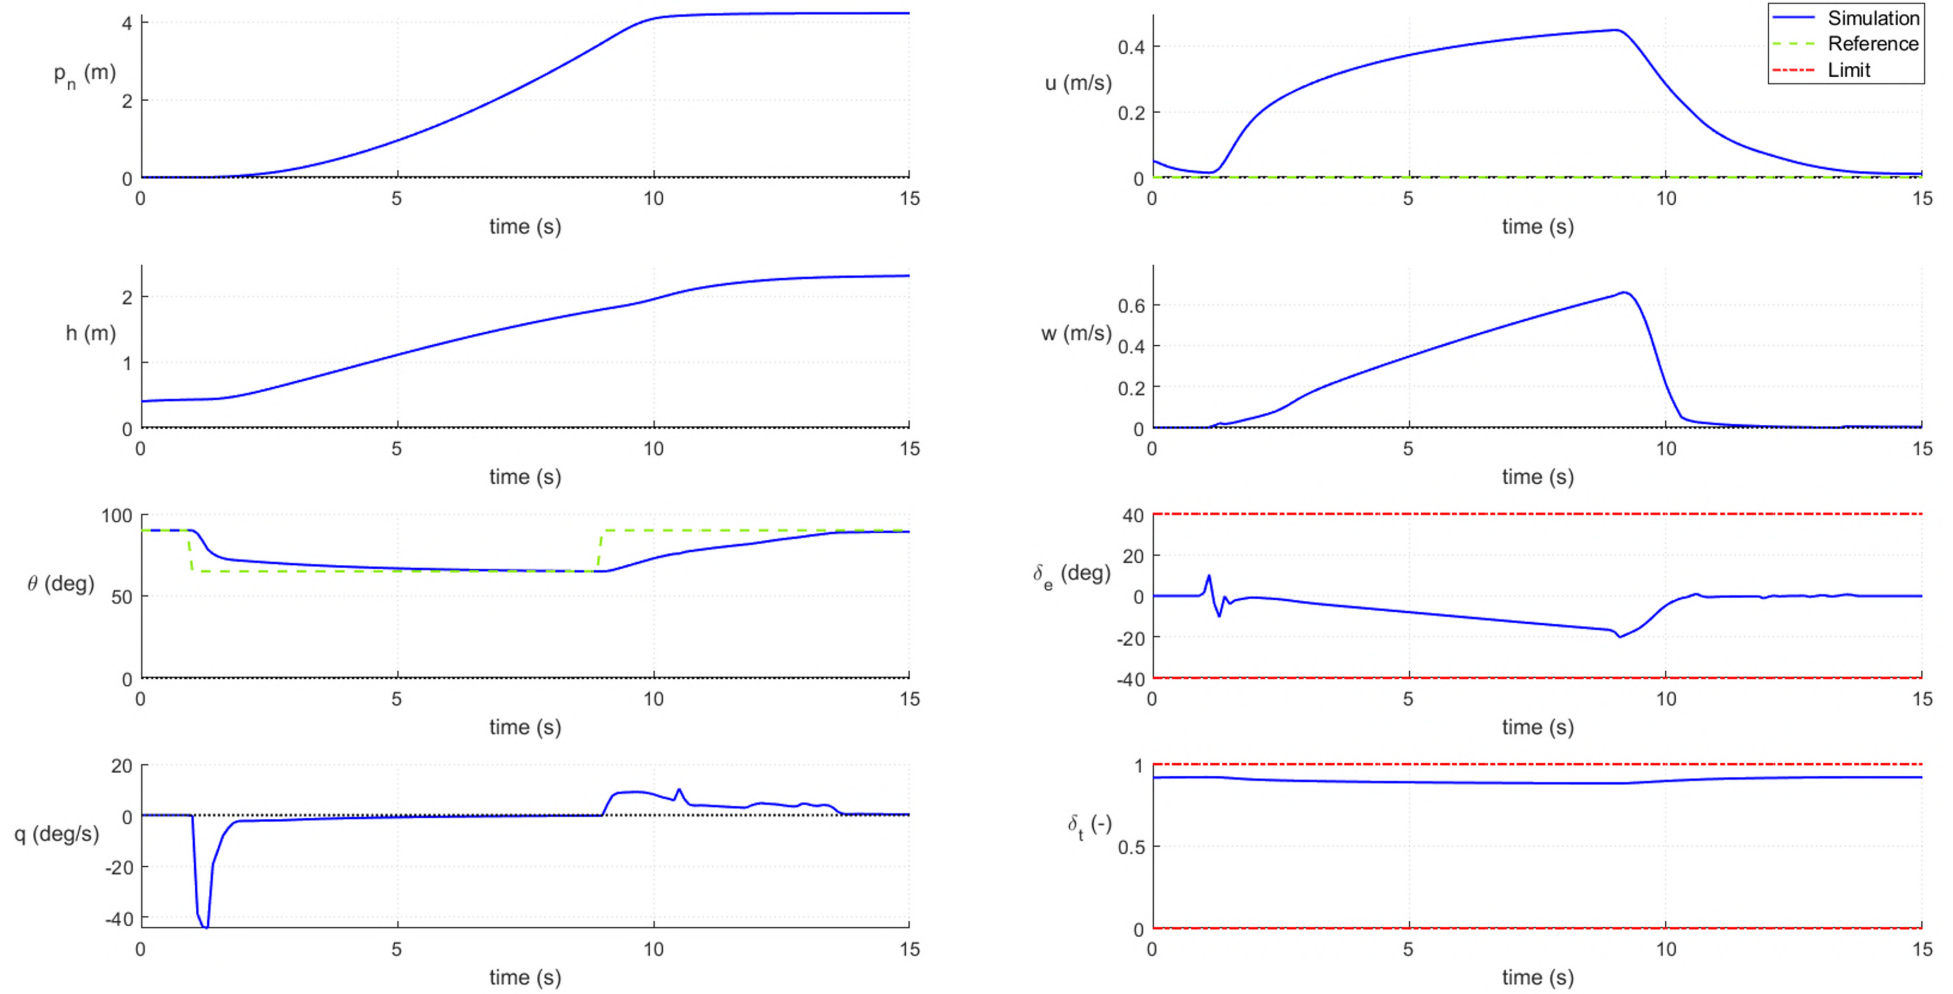 4
2
0
p_n (m)
0 5 10 15
time (s)
0.4
0.2
0
u (m/s)
0 5 10 15
time (s)
Simulation
Reference
Limit
2
1
0
h (m)
0 5 10 15
time (s)
0.6
0.4
0.2
0
w (m/s)
0 5 10 15
time (s)
100
50
0
θ (deg)
0 5 10 15
time (s)
40
20
0
-20
-40
δ_e (deg)
0 5 10 15
time (s)
20
0
-20
-40
q (deg/s)
0 5 10 15
time (s)
1
0.5
0
δ_t (-)
0 5 10 15
time (s)